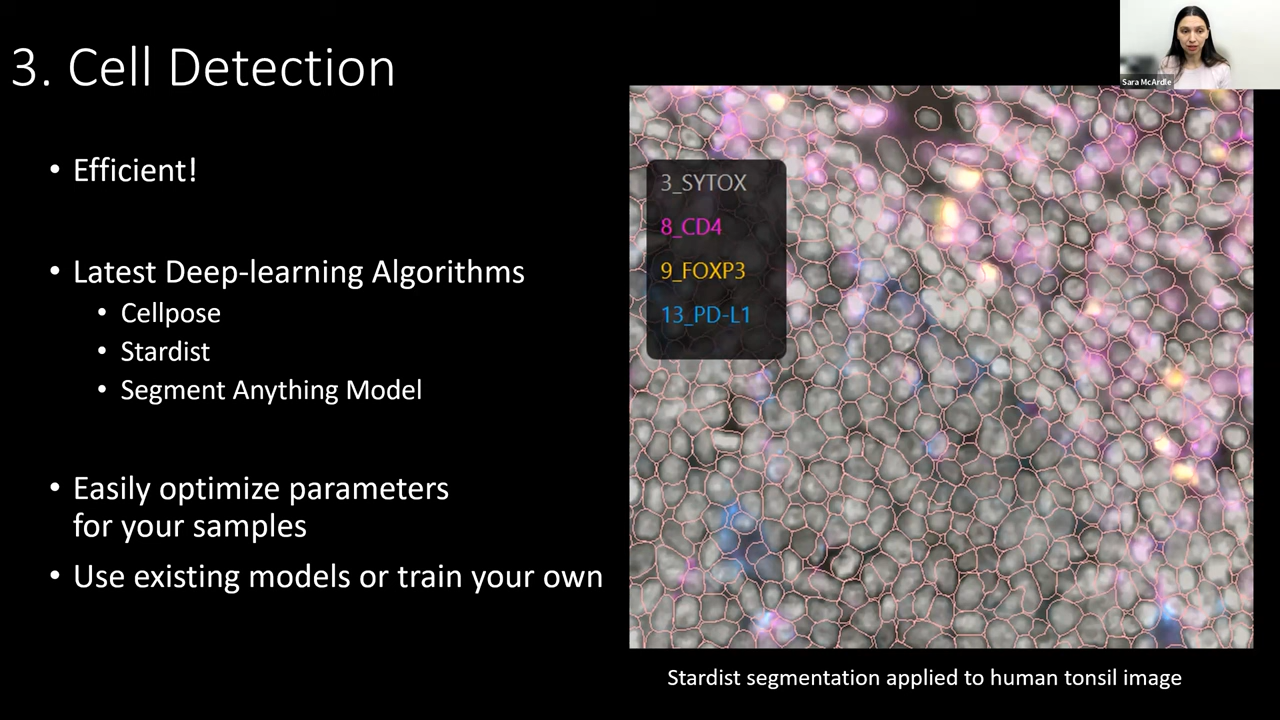 3. Cell Detection
Sara McArdle
• Efficient!
• Latest Deep-learning Algorithms
• Cellpose
• Stardist
• Segment Anything Model
• Easily optimize parameters
for your samples
• Use existing models or train your own
3_SYTOX
8_CD4
9_FOXP3
13_PD-L1
Stardist segmentation applied to human tonsil image